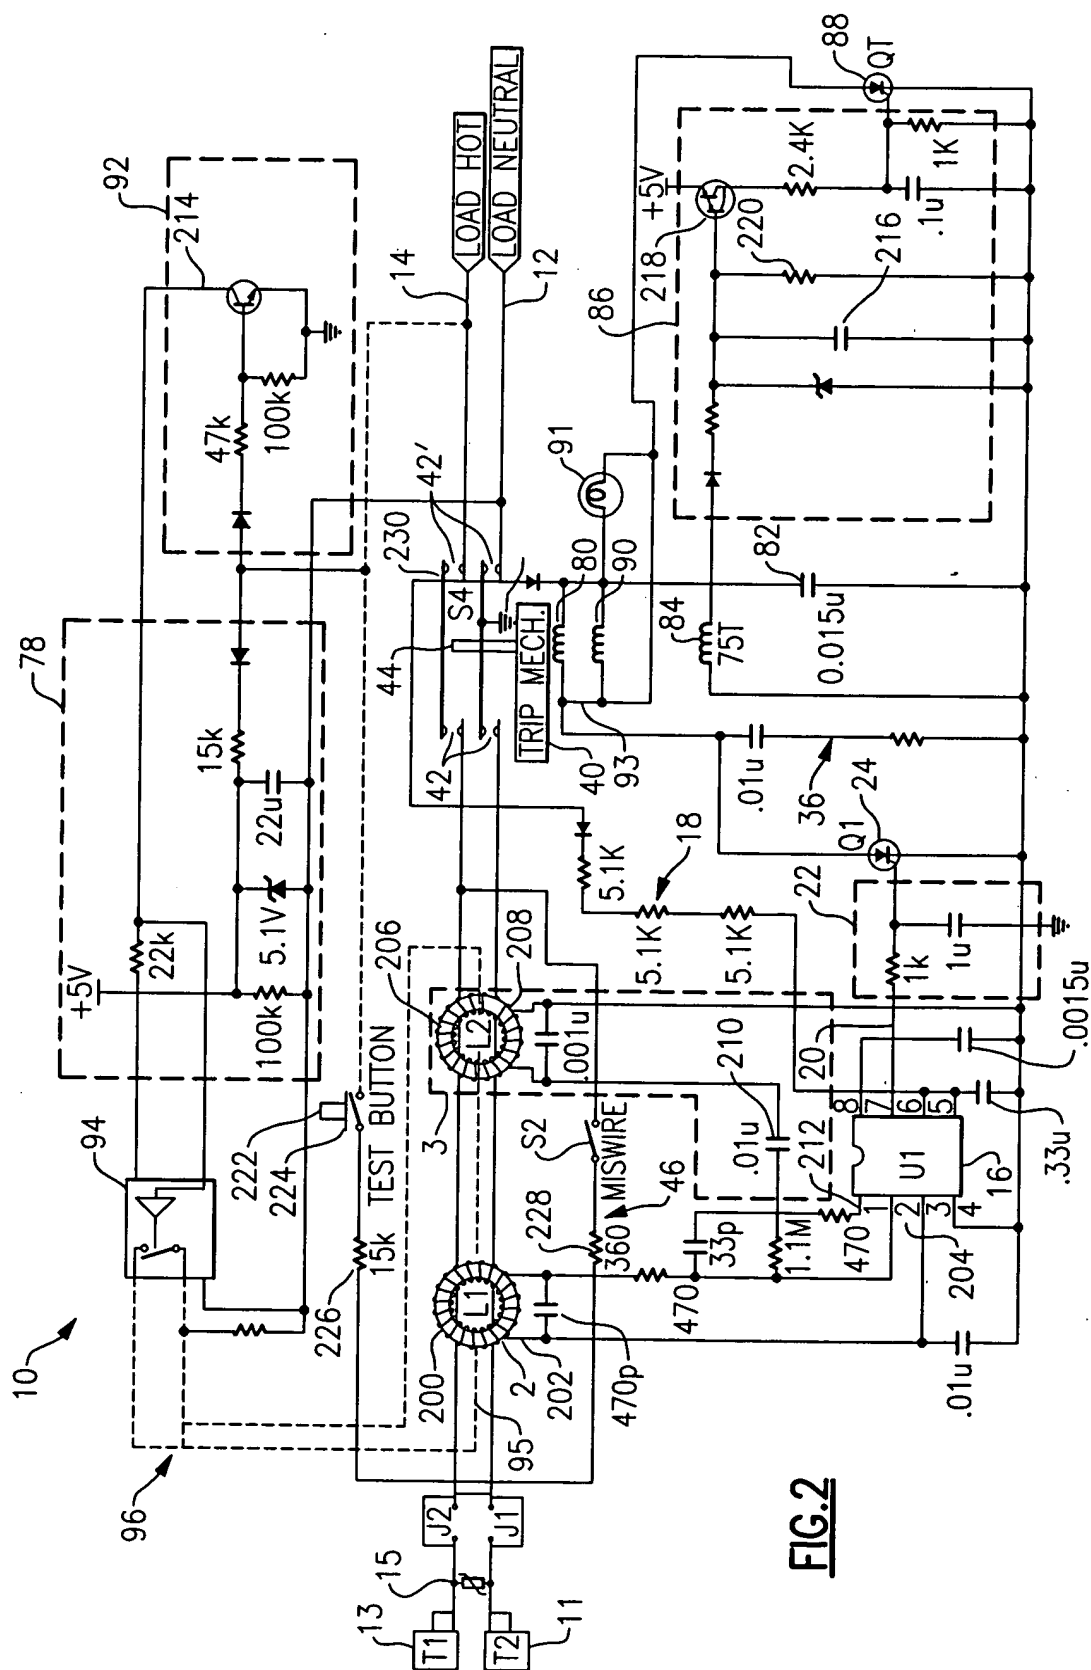 10
96
94
222
224
226
78
+5V
22k
100k
5.1V
22u
15k
92
214
47k
100k
15k
TEST BUTTON
206
208
44
230
42'
S4
42
14
12
LOAD HOT
LOAD NEUTRAL
13
T1
T2
11
15
J2
J1
95
200
L1
2
202
470p
3
L2
.001u
S2
MISWIRE
46
228
360
TRIP MECH.
40
93
80
90
91
5.1K
18
5.1K
5.1K
210
.01u
212
33p
470
1.1M
470
1
2
3
4
8
7
6
5
U1
16
204
.01u
.33u
.0015u
20
22
1k
1u
Q1
24
36
.01u
84
75T
82
0.015u
86
218
+5V
220
2.4K
216
.1u
1K
88
QT
FIG.2